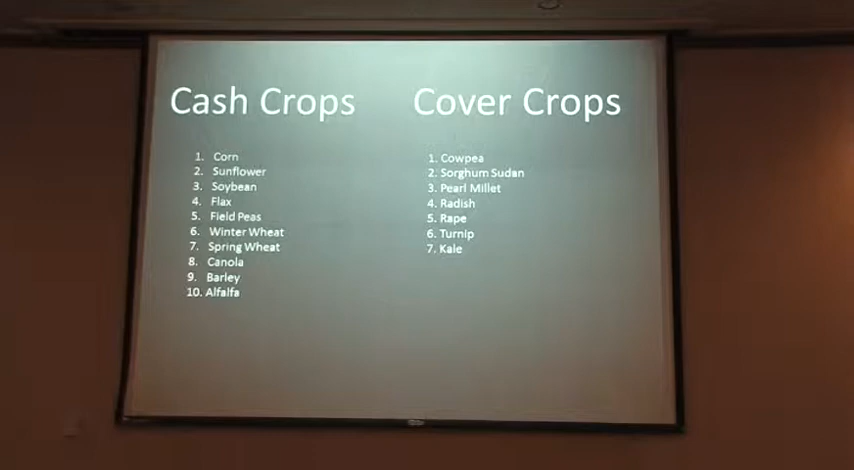 Cash Crops
1. Corn
2. Sunflower
3. Soybean
4. Flax
5. Field Peas
6. Winter Wheat
7. Spring Wheat
8. Canola
9. Barley
10. Alfalfa
Cover Crops
1. Cowpea
2. Sorghum Sudan
3. Pearl Millet
4. Radish
5. Rape
6. Turnip
7. Kale